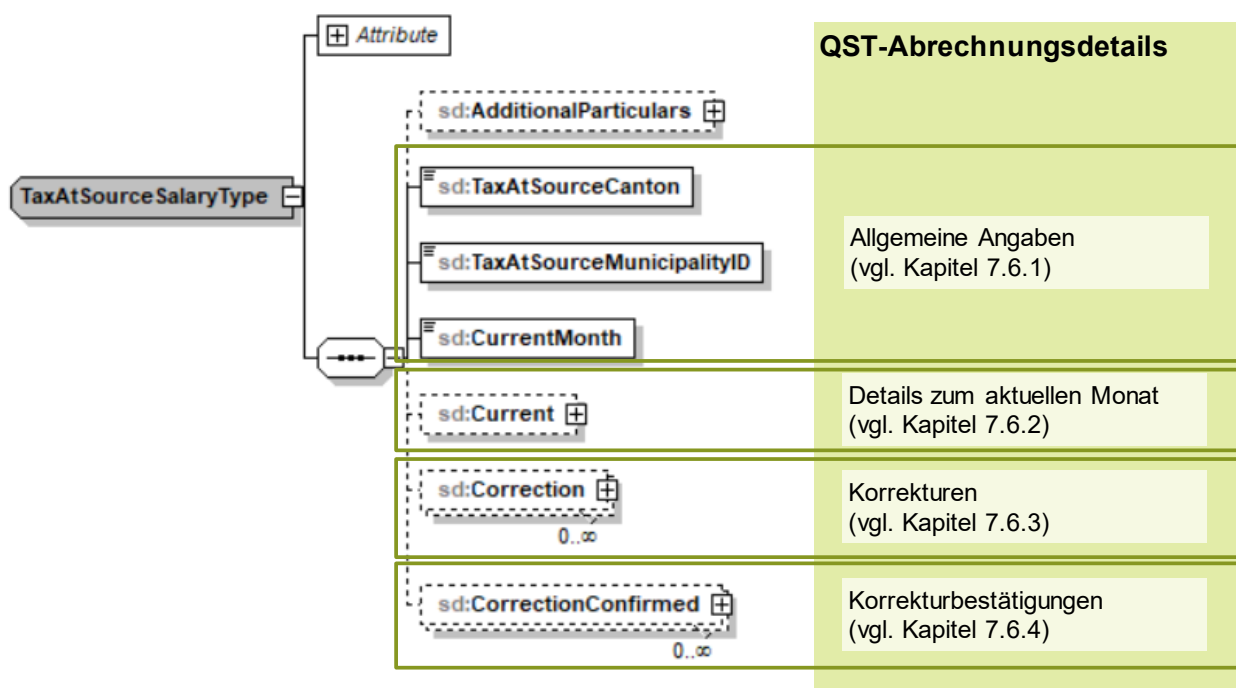 QST-Abrechnungsdetails
Attribute
sd:AdditionalParticulars
TaxAtSourceSalaryType
sd:TaxAtSourceCanton
sd:TaxAtSourceMunicipalityID
sd:CurrentMonth
Allgemeine Angaben
(vgl. Kapitel 7.6.1)
sd:Current
Details zum aktuellen Monat
(vgl. Kapitel 7.6.2)
sd:Correction
0..∞
Korrekturen
(vgl. Kapitel 7.6.3)
sd:CorrectionConfirmed
0..∞
Korrekturbestätigungen
(vgl. Kapitel 7.6.4)